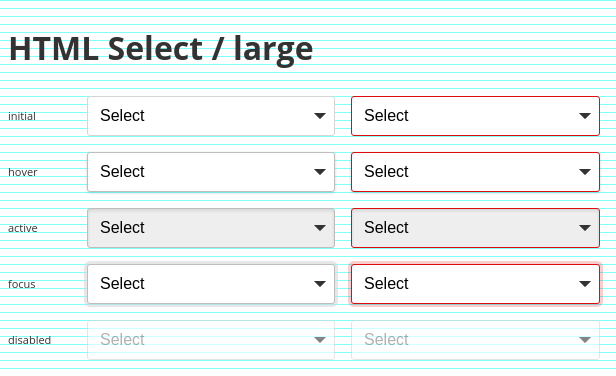 HTML Select / large
initial Select Select
hover Select Select
active Select Select
focus Select Select
disabled Select Select